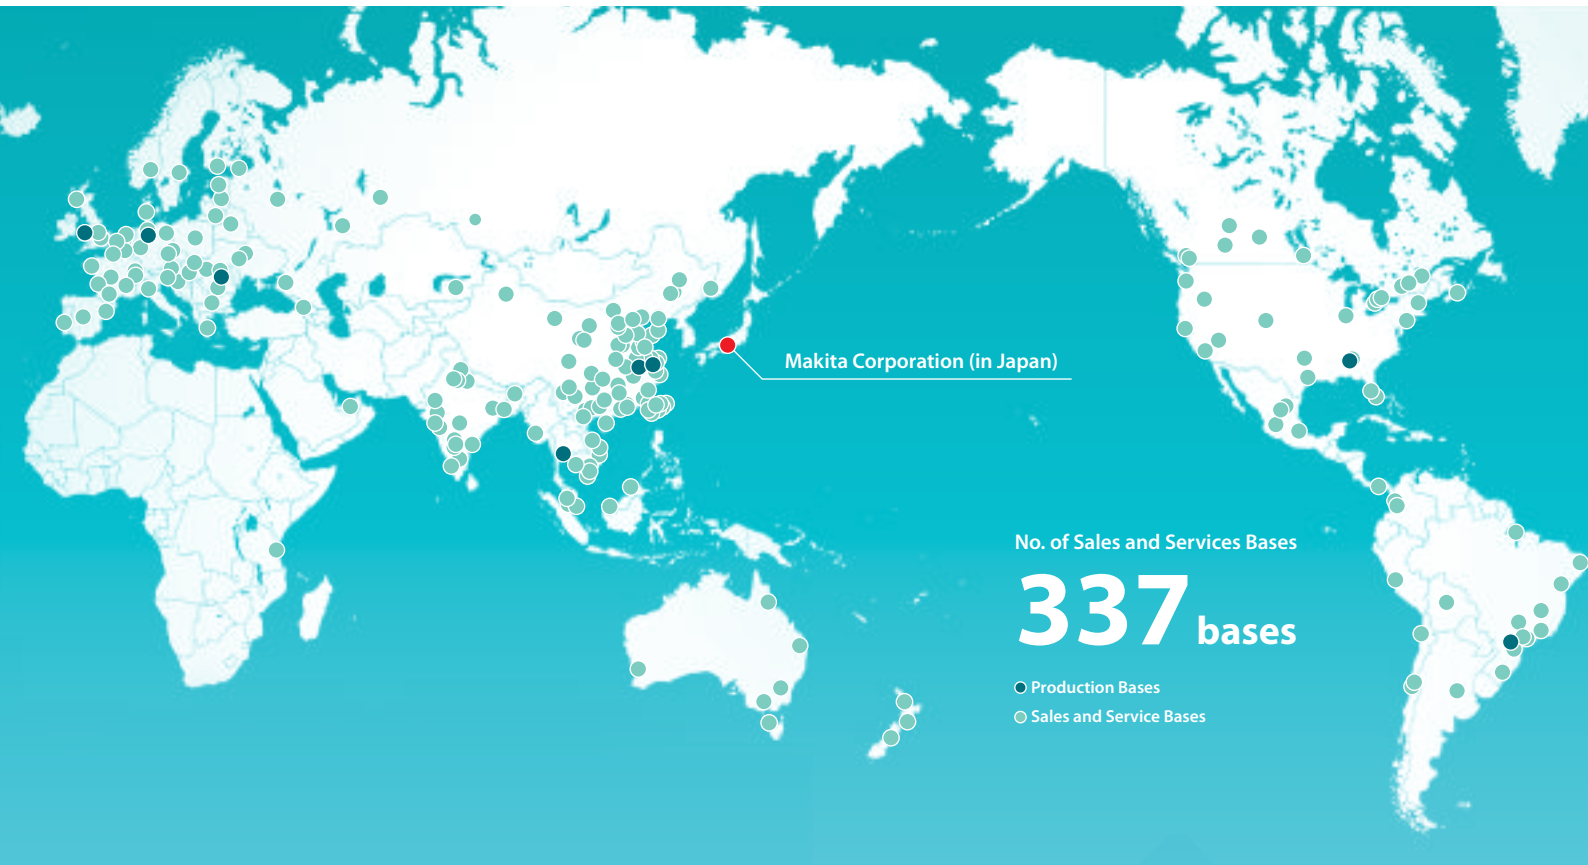 Makita Corporation (in Japan)
No. of Sales and Services Bases
337 bases
Production Bases
Sales and Service Bases